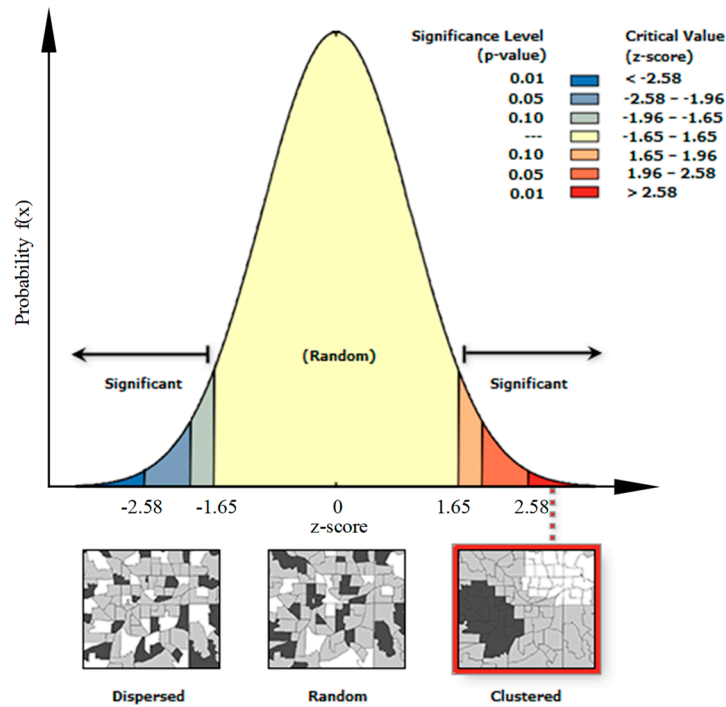 Significance Level
(p-value)
Critical Value
(z-score)
0.01 < -2.58
0.05 -2.58 – -1.96
0.10 -1.96 – -1.65
--- -1.65 – 1.65
0.10 1.65 – 1.96
0.05 1.96 – 2.58
0.01 > 2.58
Probability f(x)
(Random)
Significant
Significant
-2.58 -1.65 0 1.65 2.58
z-score
Dispersed Random Clustered